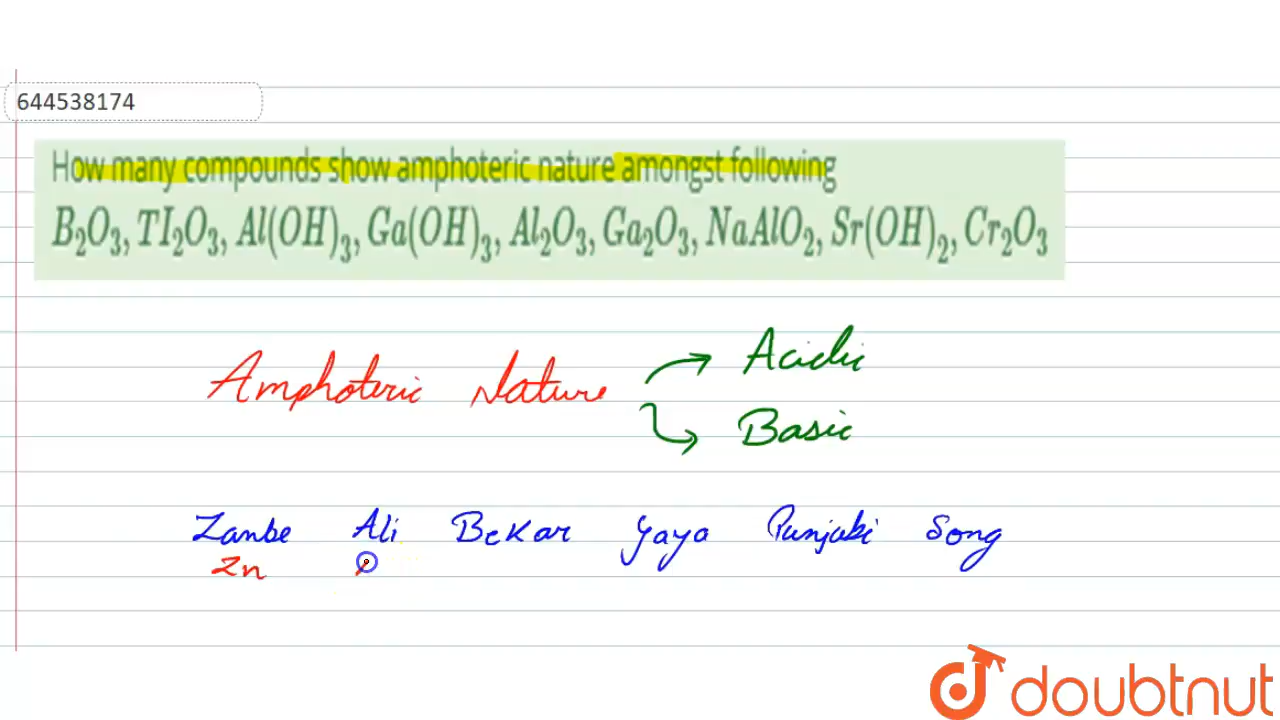 644538174
How many compounds show amphoteric nature amongst following
B₂O₃, TI₂O₃, Al(OH)₃, Ga(OH)₃, Al₂O₃, Ga₂O₃, NaAlO₂, Sr(OH)₂, Cr₂O₃
Amphoteric Nature
Acidic
Basic
Zanbe Ali Bekar gaya Punjabi Song
Zn
doubtnut